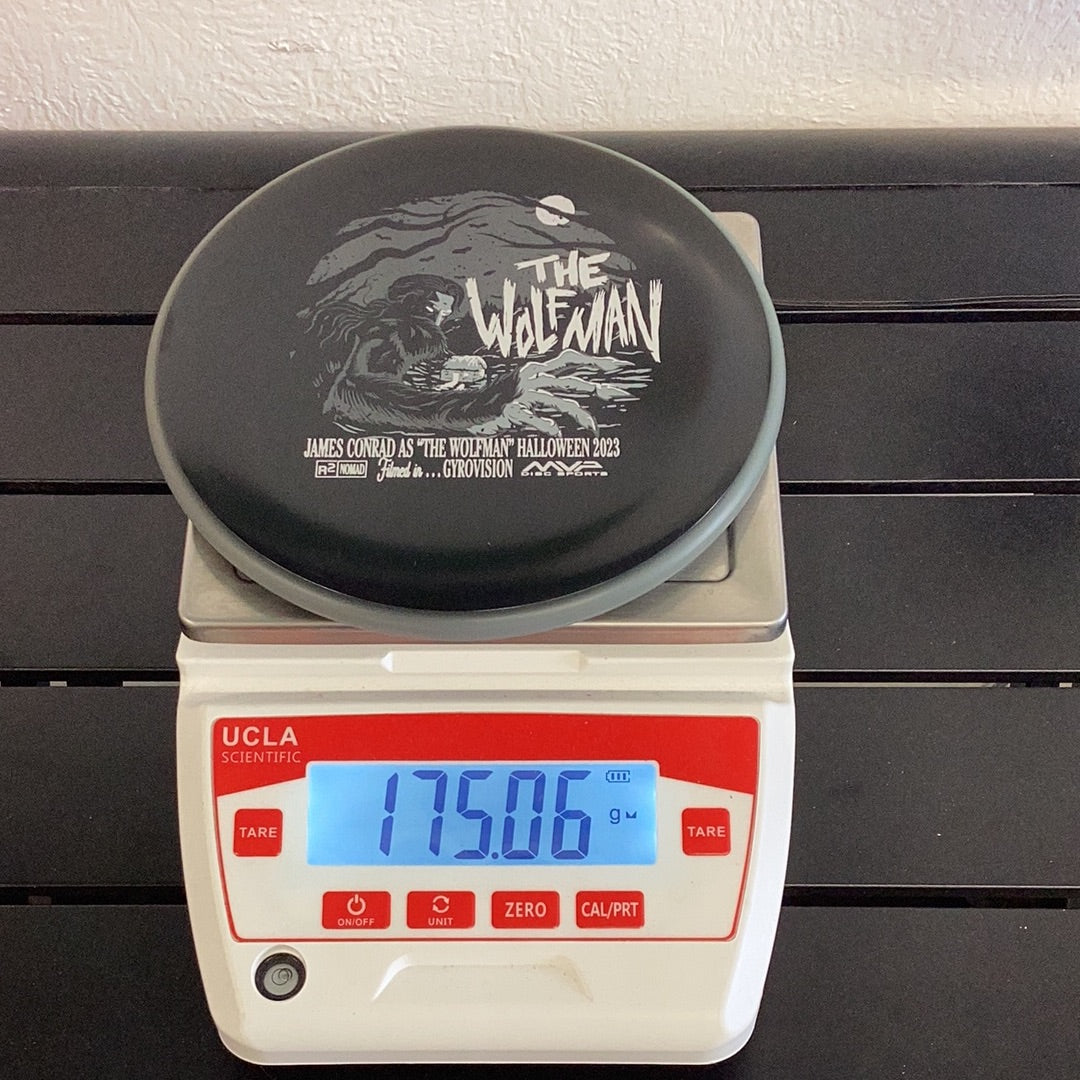 THE
WOLFMAN
JAMES CONRAD AS "THE WOLFMAN" HALLOWEEN 2023
R2 NOMAD Filmed in... GYROVISION MVP
DISC SPORTS
UCLA
SCIENTIFIC
175.06
g
TARE
TARE
ON/OFF
UNIT
ZERO
CAL/PRT